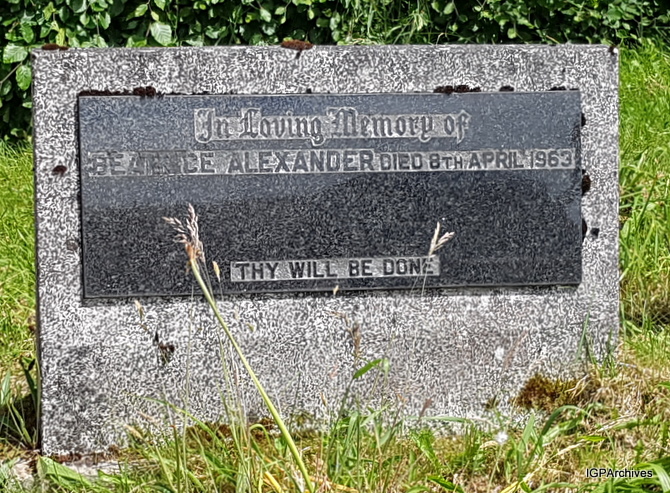 In Loving Memory of
ALEXANDER DIED 8TH APRIL 1963
THY WILL BE DONE
IGPArchives